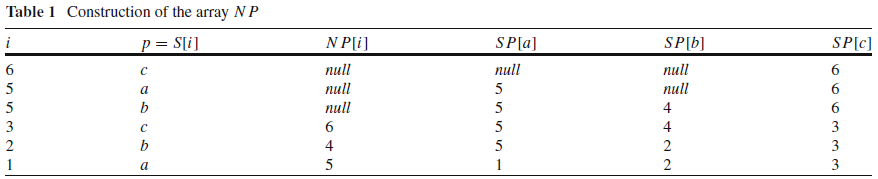 Table 1 Construction of the array NP
i p = S[i] NP[i] SP[a] SP[b] SP[c]
6 c null null null 6
5 a null 5 null 6
5 b null 5 4 6
3 c 6 5 4 3
2 b 4 5 2 3
1 a 5 1 2 3